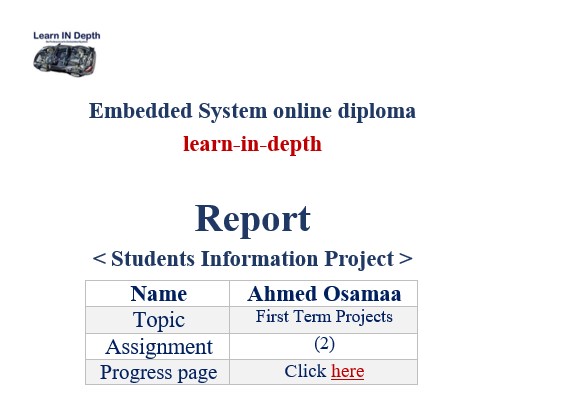 Learn IN Depth
Embedded System online diploma
learn-in-depth
Report
< Students Information Project >
Name Ahmed Osamaa
Topic First Term Projects
Assignment (2)
Progress page Click here